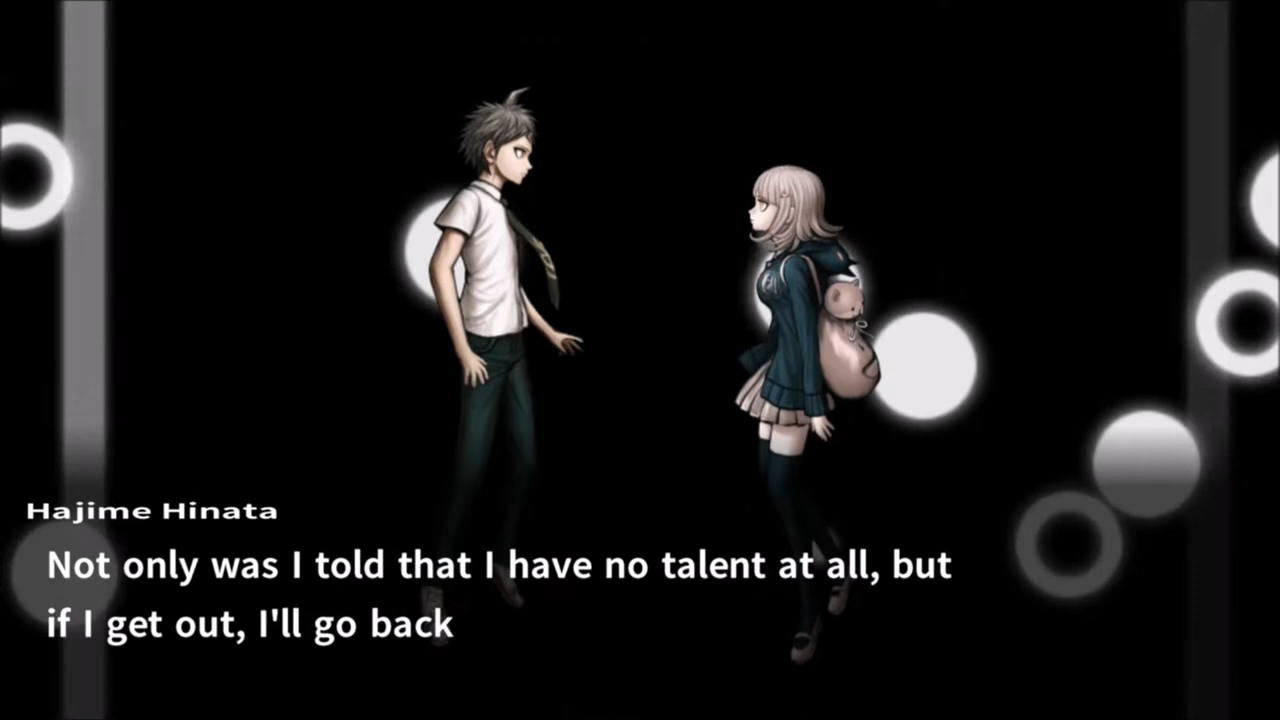 Hajime Hinata
Not only was I told that I have no talent at all, but
if I get out, I'll go back